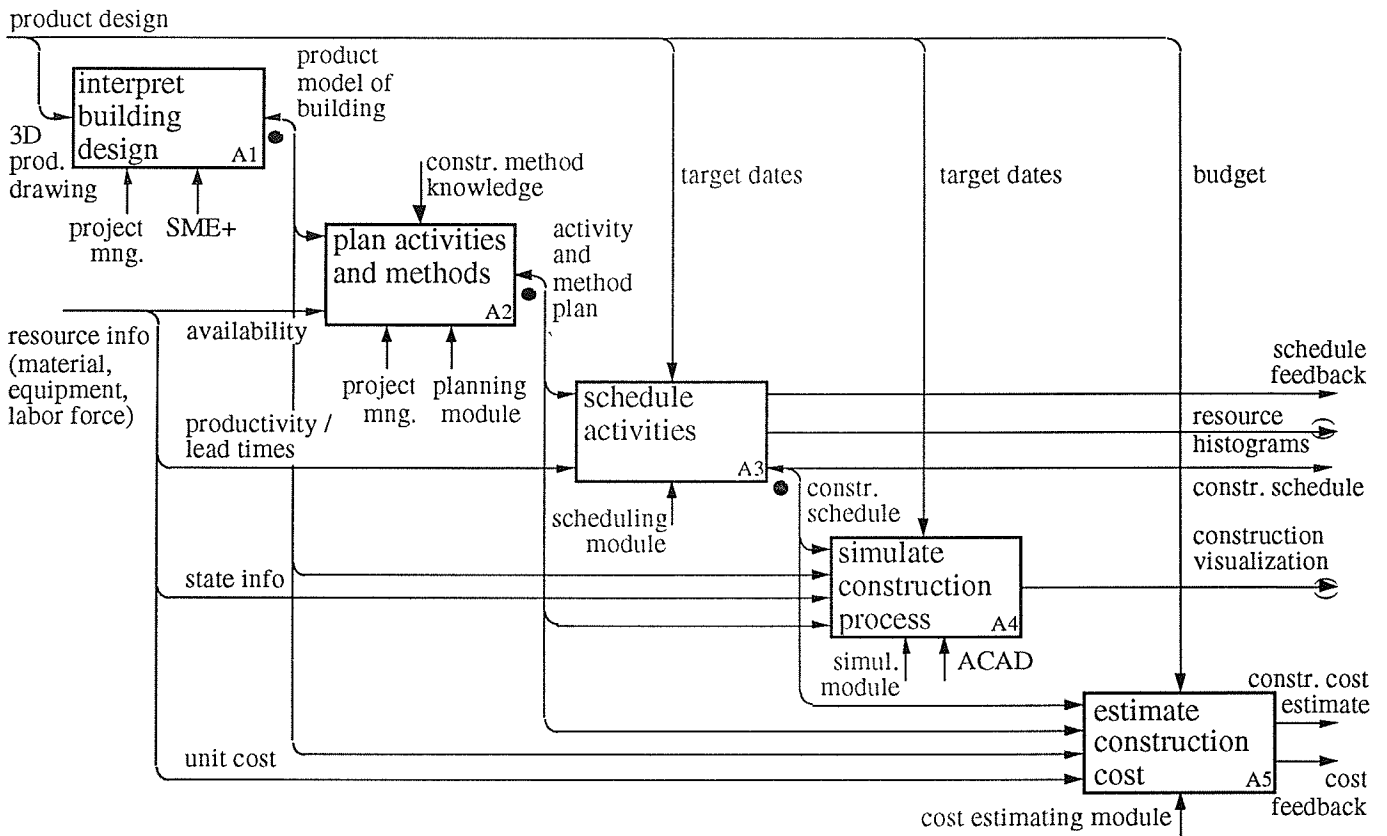 product design
interpret
building
design
A1
product
model of
building
3D
prod.
drawing
project
mng.
SME+
constr. method
knowledge
target dates
target dates
budget
plan activities
and methods
A2
activity
and
method
plan
resource info
(material,
equipment,
labor force)
availability
project
mng.
planning
module
schedule
feedback
schedule
activities
A3
resource
histograms
productivity /
lead times
constr. schedule
constr.
schedule
scheduling
module
construction
visualization
simulate
construction
process
A4
state info
simul.
module
ACAD
constr. cost
estimate
estimate
construction
cost
A5
unit cost
cost
feedback
cost estimating module